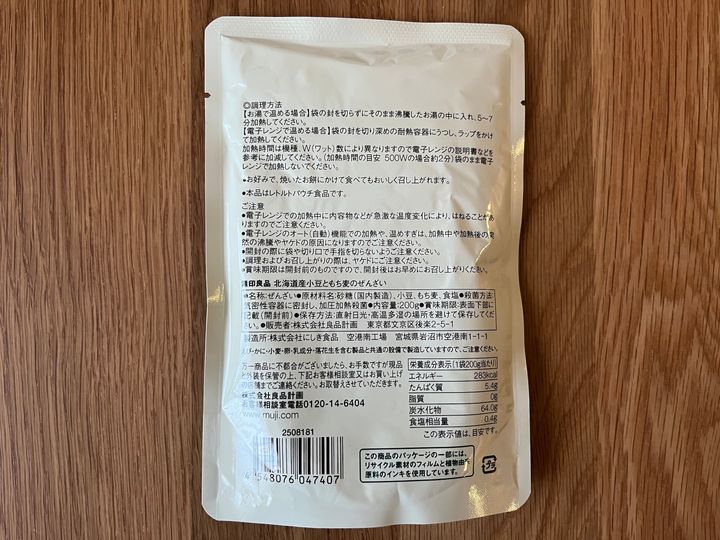 ◎調理方法
【お湯で温める場合】袋の封を切らずにそのまま沸騰したお湯の中に入れ、5〜7
分加熱してください。
【電子レンジで温める場合】袋の封を切り深めの耐熱容器にうつし、ラップをかけ
て加熱してください。
加熱時間は機種、W(ワット)数により異なりますので電子レンジの説明書などを
参考に加減してください。(加熱時間の目安 500Wの場合約2分)袋のまま電子
レンジで加熱しないでください。
●お好みで、焼いたお餅にかけて食べてもおいしく召し上がれます。
●本品はレトルトパウチ食品です。
ご注意
●電子レンジでの加熱中に内容物などが急激な温度変化により、はねることがあ
りますのでご注意ください。
●電子レンジのオート(自動)機能での加熱や、温めすぎは、加熱中や加熱後の突
然の沸騰やヤケドの原因になりますのでご注意ください。
●開封の際に袋や切り口で手指を切らないようご注意ください。
●調理およびお召し上がりの際は、ヤケドにご注意ください。
●賞味期限は開封前のものですので、開封後はお早めにお召し上がりください。
無印良品 北海道産小豆ともち麦のぜんざい
●名称:ぜんざい●原材料名:砂糖(国内製造)、小豆、もち麦、食塩●殺菌方法:
気密性容器に密封し、加圧加熱殺菌●内容量:200g●賞味期限:表面下部に
記載(開封前)●保存方法:直射日光・高温多湿の場所を避けて保存してください。
●販売者:株式会社良品計画 東京都文京区後楽2-5-1
製造所:株式会社にしき食品 空港南工場 宮城県岩沼市空港南1-1-1
えび・かに・小麦・卵・乳成分・落花生を含む製品と共通の設備で製造していますので、ご注意ください。
万一商品に不都合がございましたら、お手数ですが現品
と外装を保管の上、下記お客様相談室又はお買い上げ
の店舗までご連絡ください。お取替えさせていただきます。
株式会社良品計画
お客様相談室電話0120-14-6404
www.muji.com
栄養成分表示(1袋200g当たり)
エネルギー 283kcal
たんぱく質 5.4g
脂質 0g
炭水化物 64.0g
食塩相当量 0.4g
この表示値は、目安です。
2508181
4 548076 047407
この商品のパッケージの一部には、
リサイクル素材のフィルムと植物由来
原料のインキを使用しています。
プラ